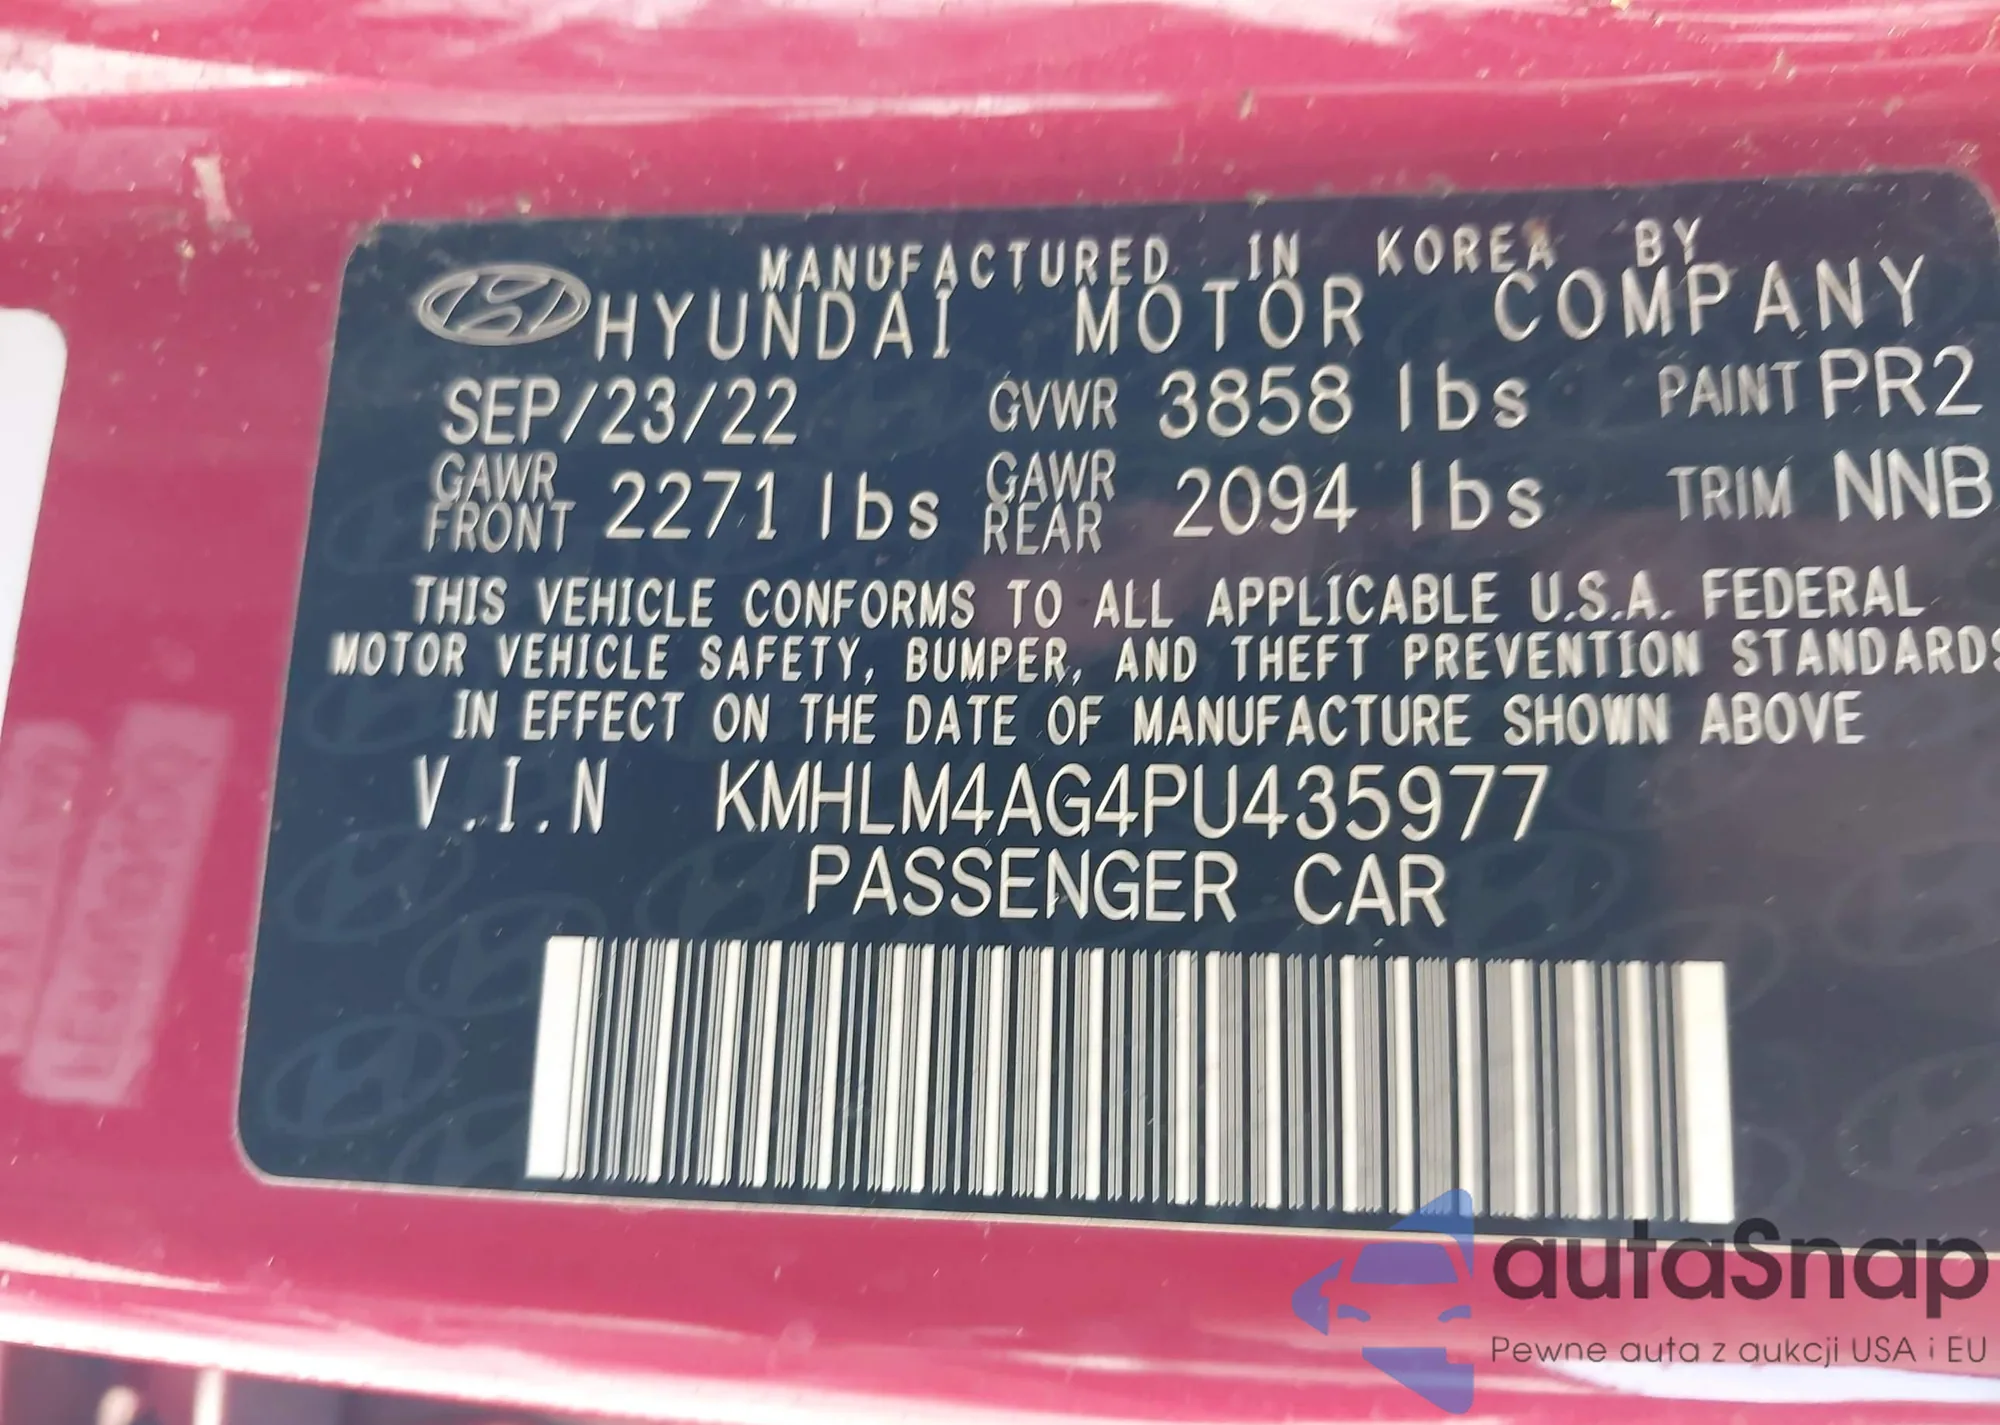 MANUFACTURED IN KOREA BY
HYUNDAI MOTOR COMPANY
SEP/23/22 GVWR 3858 lbs PAINT PR2
GAWR FRONT 2271 lbs GAWR REAR 2094 lbs TRIM NNB
THIS VEHICLE CONFORMS TO ALL APPLICABLE U.S.A. FEDERAL
MOTOR VEHICLE SAFETY, BUMPER, AND THEFT PREVENTION STANDARDS
IN EFFECT ON THE DATE OF MANUFACTURE SHOWN ABOVE
V.I.N KMHLM4AG4PU435977
PASSENGER CAR
autaSnap
Pewne auta z aukcji USA i EU